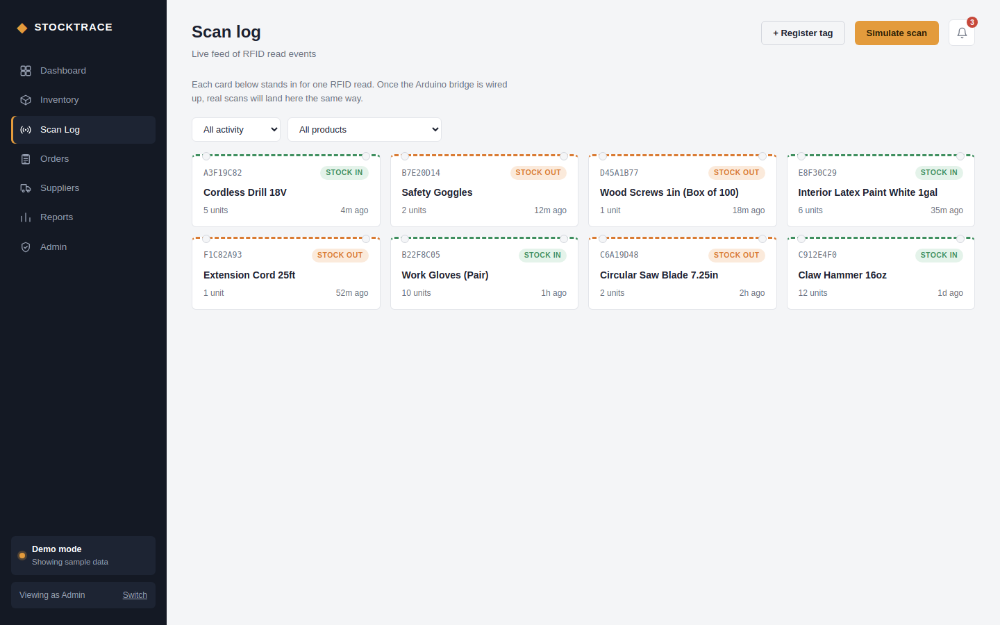 STOCKTRACE
Dashboard
Inventory
Scan Log
Orders
Suppliers
Reports
Admin
Demo mode
Showing sample data
Viewing as Admin Switch
Scan log
Live feed of RFID read events
+ Register tag
Simulate scan
3
Each card below stands in for one RFID read. Once the Arduino bridge is wired
up, real scans will land here the same way.
All activity
All products
A3F19C82 STOCK IN
Cordless Drill 18V
5 units 4m ago
B7E20D14 STOCK OUT
Safety Goggles
2 units 12m ago
D45A1B77 STOCK OUT
Wood Screws 1in (Box of 100)
1 unit 18m ago
E8F30C29 STOCK IN
Interior Latex Paint White 1gal
6 units 35m ago
F1C82A93 STOCK OUT
Extension Cord 25ft
1 unit 52m ago
B22F8C05 STOCK IN
Work Gloves (Pair)
10 units 1h ago
C6A19D48 STOCK OUT
Circular Saw Blade 7.25in
2 units 2h ago
C912E4F0 STOCK IN
Claw Hammer 16oz
12 units 1d ago